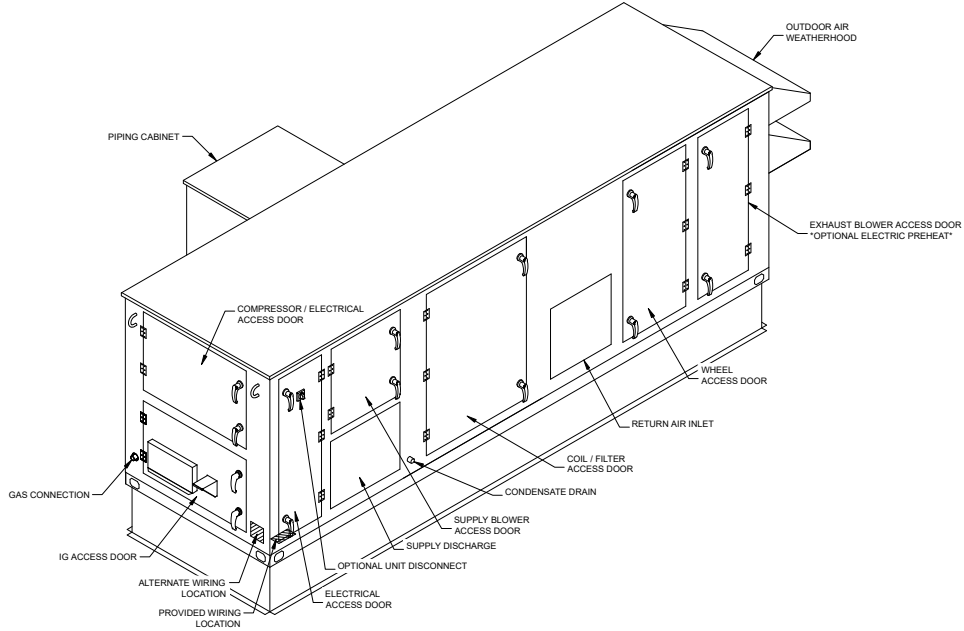 OUTDOOR AIR
WEATHERHOOD
PIPING CABINET
EXHAUST BLOWER ACCESS DOOR
*OPTIONAL ELECTRIC PREHEAT*
COMPRESSOR / ELECTRICAL
ACCESS DOOR
WHEEL
ACCESS DOOR
RETURN AIR INLET
COIL / FILTER
ACCESS DOOR
CONDENSATE DRAIN
GAS CONNECTION
SUPPLY BLOWER
ACCESS DOOR
SUPPLY DISCHARGE
IG ACCESS DOOR
OPTIONAL UNIT DISCONNECT
ALTERNATE WIRING
LOCATION
ELECTRICAL
ACCESS DOOR
PROVIDED WIRING
LOCATION